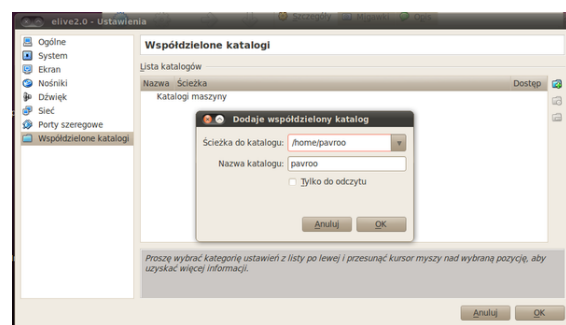 elive2.0 - Ustawienia
Szczegóły Migawki Opis
Ogólne
System
Ekran
Nośniki
Dźwięk
Sieć
Porty szeregowe
Współdzielone katalogi
Współdzielone katalogi
Lista katalogów
Nazwa Ścieżka Dostęp
Katalogi maszyny
Dodaje współdzielony katalog
Ścieżka do katalogu: /home/pavroo
Nazwa katalogu: pavroo
Tylko do odczytu
Anuluj OK
Proszę wybrać kategorię ustawień z listy po lewej i przesunąć kursor myszy nad wybraną pozycję, aby
uzyskać więcej informacji.
Anuluj OK